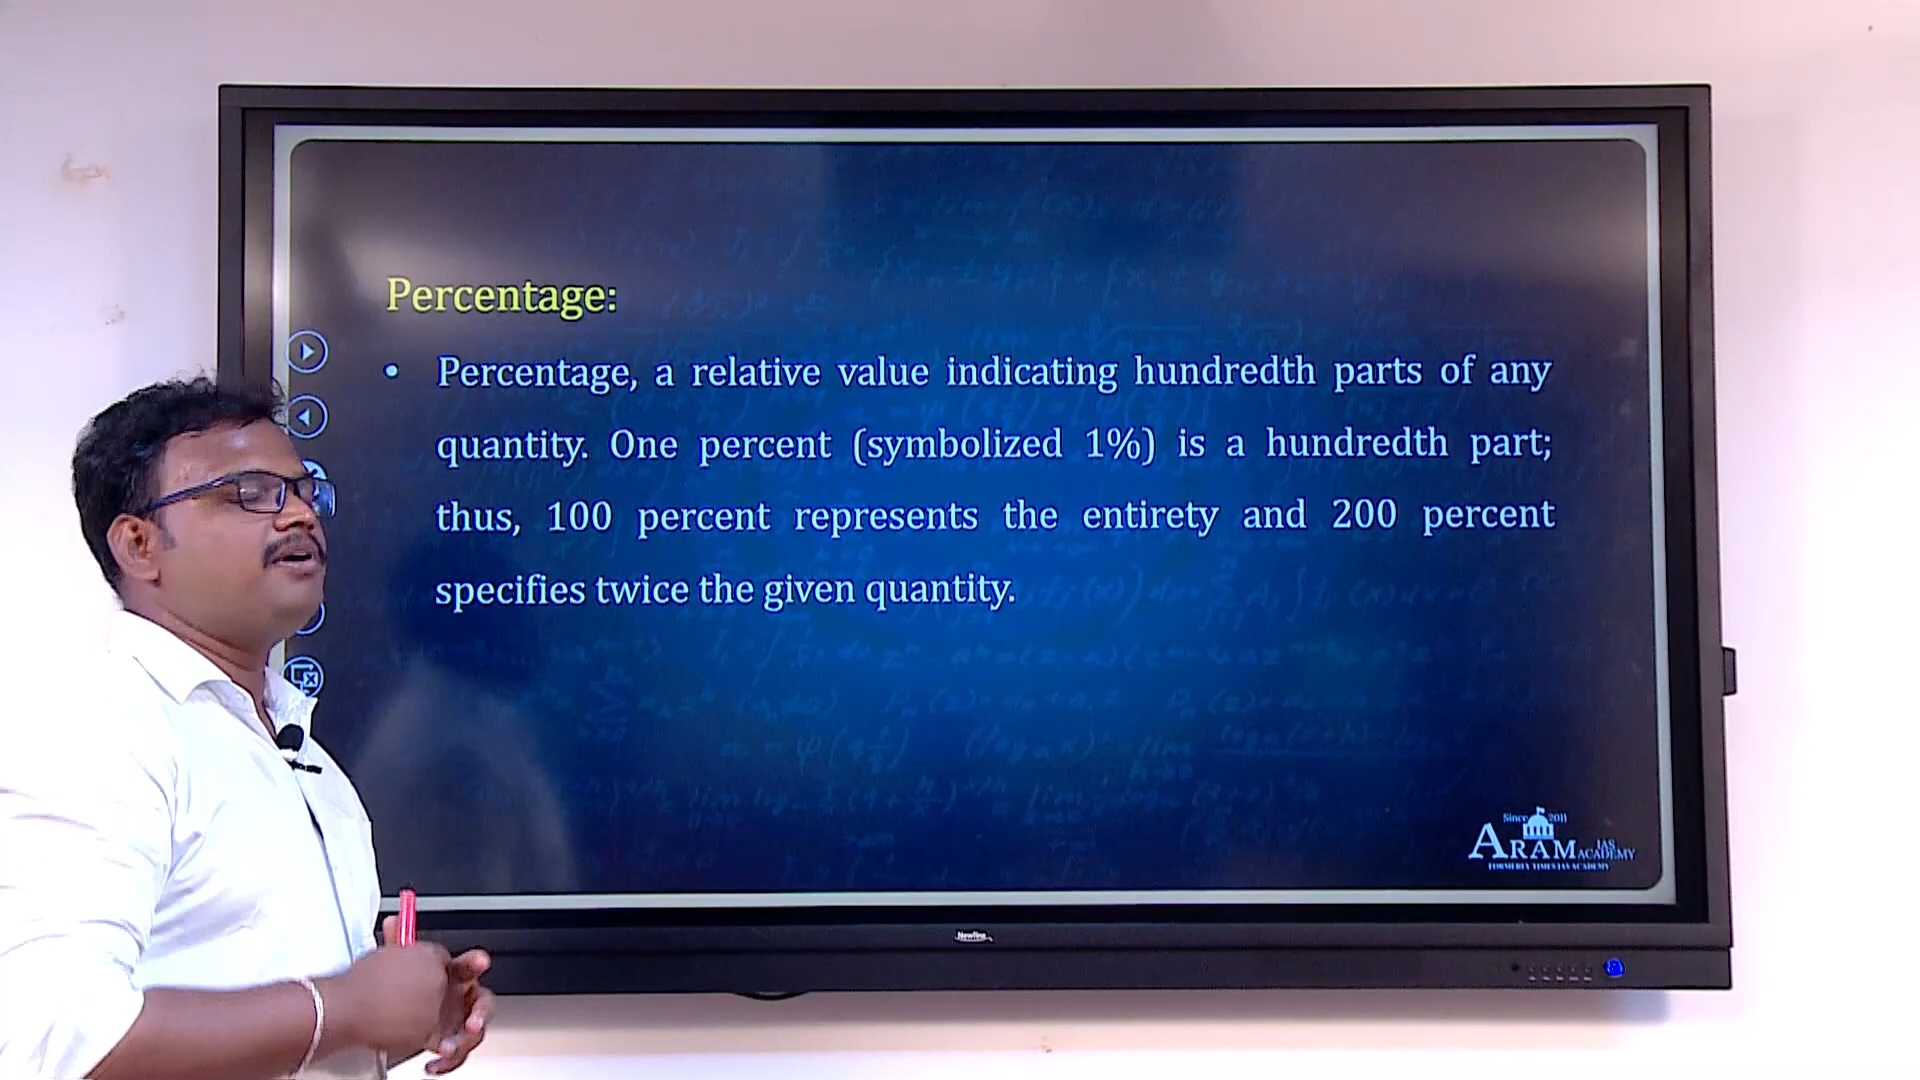 Percentage:
• Percentage, a relative value indicating hundredth parts of any
quantity. One percent (symbolized 1%) is a hundredth part;
thus, 100 percent represents the entirety and 200 percent
specifies twice the given quantity.
Since 2011
ARAM IAS
ACADEMY
FORMERLY TIMES IAS ACADEMY
Newline